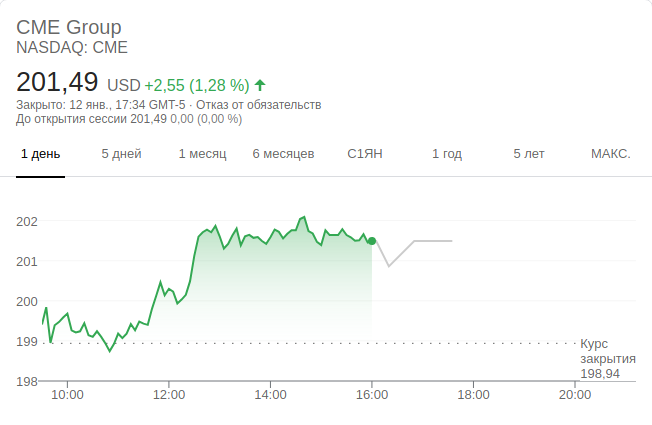 CME Group
NASDAQ: CME
201,49 USD +2,55 (1,28 %)
Закрыто: 12 янв., 17:34 GMT-5 · Отказ от обязательств
До открытия сессии 201,49 0,00 (0,00 %)
1 день 5 дней 1 месяц 6 месяцев С1ЯН 1 год 5 лет МАКС.
202
201
200
199
Курс
закрытия
198,94
198
10:00 12:00 14:00 16:00 18:00 20:00